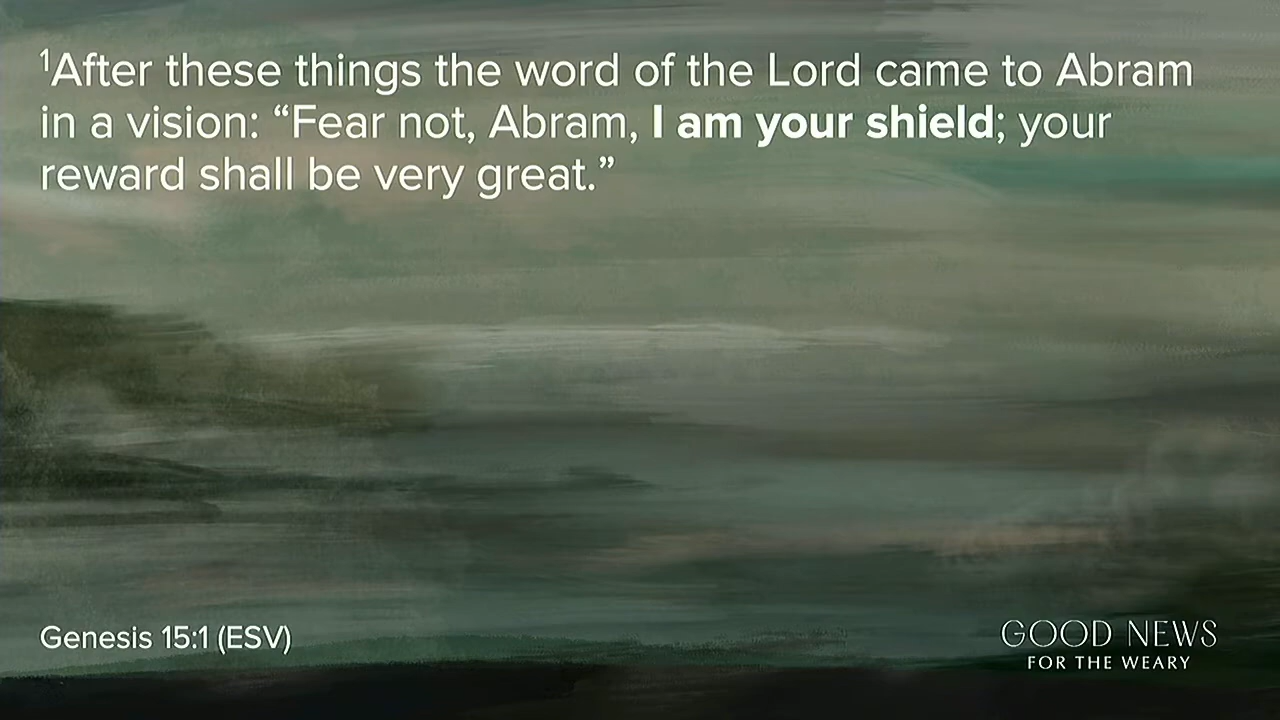 ¹After these things the word of the Lord came to Abram
in a vision: “Fear not, Abram, I am your shield; your
reward shall be very great.”
Genesis 15:1 (ESV)
GOOD NEWS
FOR THE WEARY